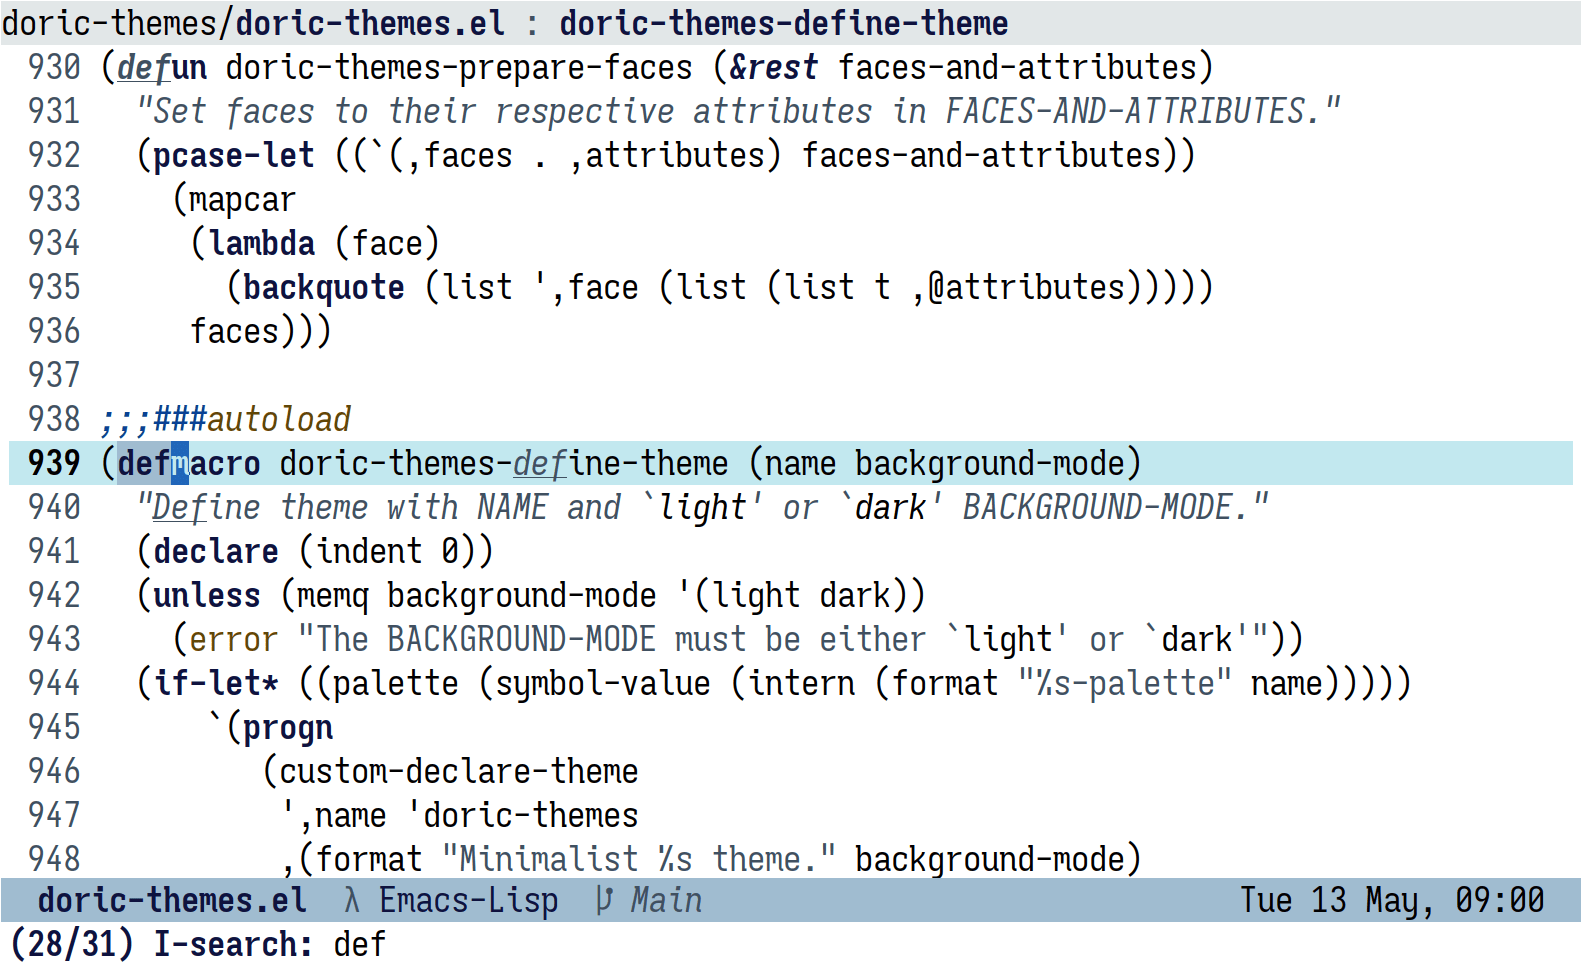 doric-themes/doric-themes.el : doric-themes-define-theme
930 (defun doric-themes-prepare-faces (&rest faces-and-attributes)
931   "Set faces to their respective attributes in FACES-AND-ATTRIBUTES."
932   (pcase-let ((`(,faces . ,attributes) faces-and-attributes))
933     (mapcar
934      (lambda (face)
935        (backquote (list ',face (list (list t ,@attributes)))))
936      faces)))
937
938 ;;;###autoload
939 (defmacro doric-themes-define-theme (name background-mode)
940   "Define theme with NAME and `light' or `dark' BACKGROUND-MODE."
941   (declare (indent 0))
942   (unless (memq background-mode '(light dark))
943     (error "The BACKGROUND-MODE must be either `light' or `dark'"))
944   (if-let* ((palette (symbol-value (intern (format "%s-palette" name)))))
945       `(progn
946          (custom-declare-theme
947           ',name 'doric-themes
948           ,(format "Minimalist %s theme." background-mode)
doric-themes.el λ Emacs-Lisp Main Tue 13 May, 09:00
(28/31) I-search: def